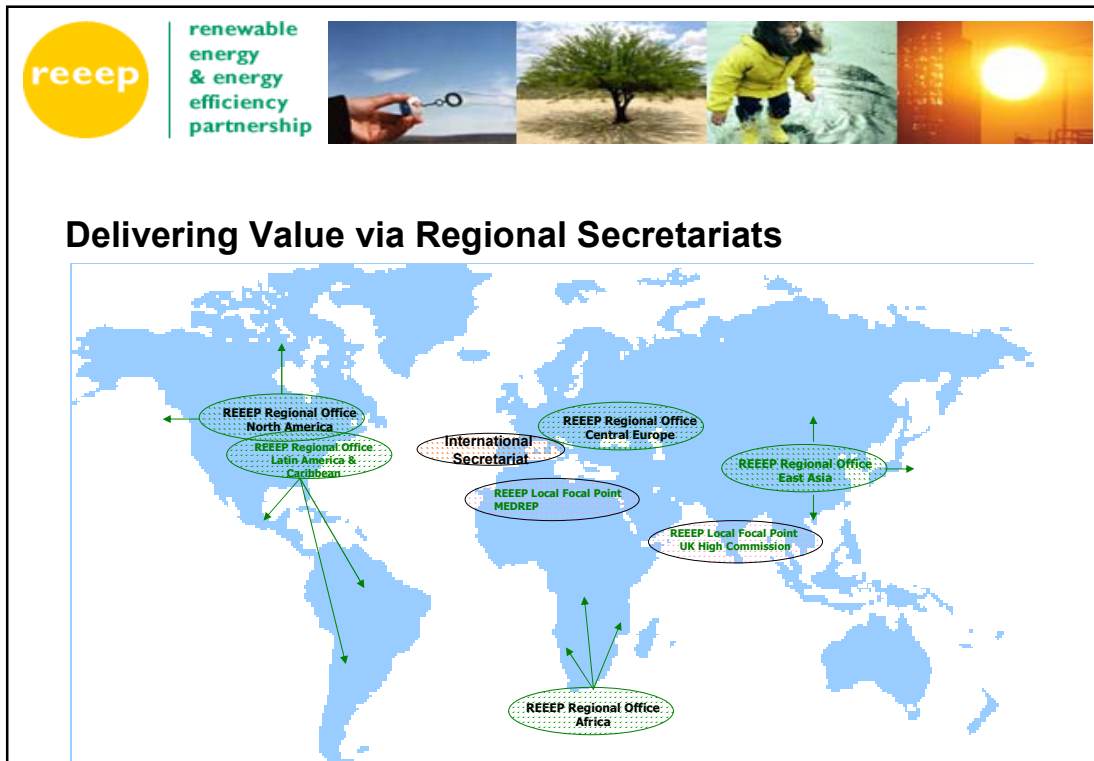 reeep
renewable
energy
& energy
efficiency
partnership
Delivering Value via Regional Secretariats
REEEP Regional Office
North America
REEEP Regional Office
Latin America &
Caribbean
International
Secretariat
REEEP Regional Office
Central Europe
REEEP Local Focal Point
MEDREP
REEEP Regional Office
East Asia
REEEP Local Focal Point
UK High Commission
REEEP Regional Office
Africa